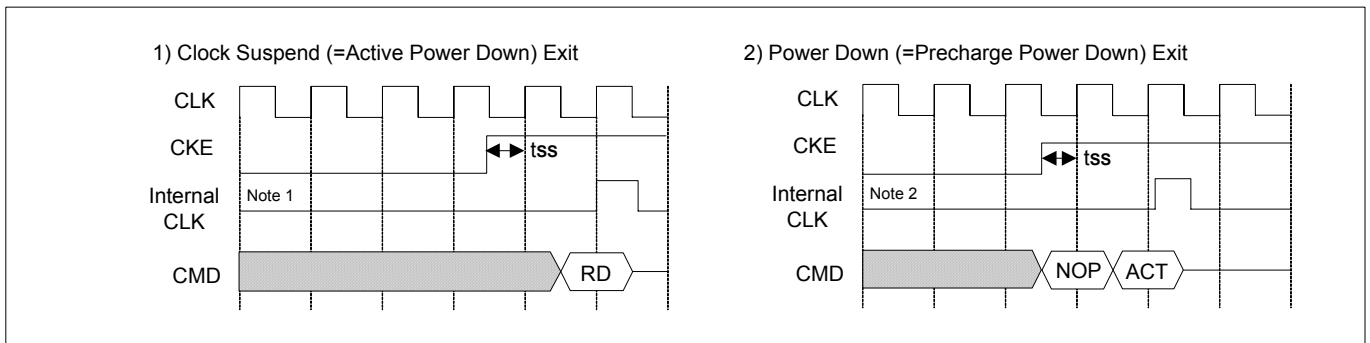 1) Clock Suspend (=Active Power Down) Exit
CLK
CKE
tss
Internal
CLK
Note 1
CMD
RD
2) Power Down (=Precharge Power Down) Exit
CLK
CKE
tss
Internal
CLK
Note 2
CMD
NOP
ACT